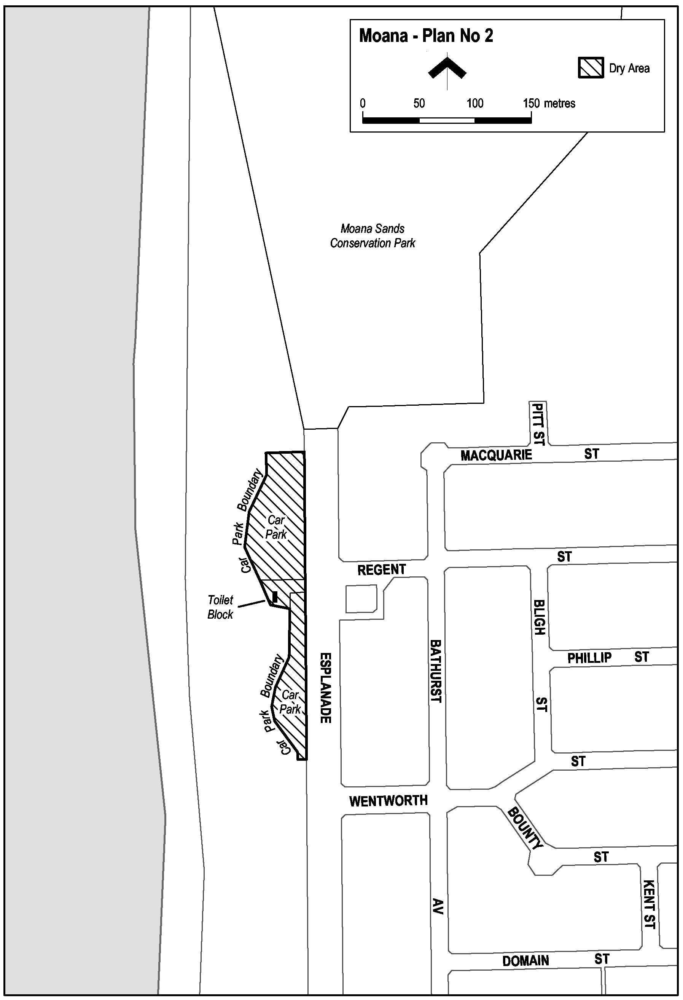 Moana - Plan No 2
Dry Area
0 50 100 150 metres
Moana Sands
Conservation Park
PITT ST
MACQUARIE ST
Car Park Boundary
Car
Park
REGENT ST
Toilet
Block
BLIGH ST
BATHURST AV
ESPLANADE
PHILLIP ST
Car Park Boundary
Car
Park
WENTWORTH ST
BOUNTY ST
KENT ST
DOMAIN ST